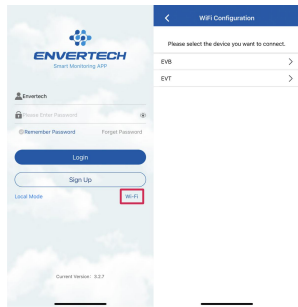 ENVERTECH
Smart Monitoring APP
Envertech
Please Enter Password
Remember Password
Forget Password
Login
Sign Up
Local Mode
Wi-Fi
Current Version: 0.2.7
WiFi Configuration
Please select the device you want to connect.
EVB
EVT